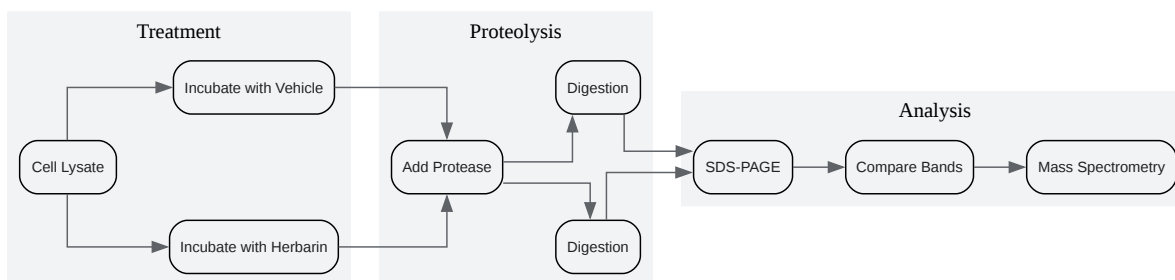 Treatment
Proteolysis
Analysis
Cell Lysate
Incubate with Vehicle
Incubate with Herbarin
Add Protease
Digestion
Digestion
SDS-PAGE
Compare Bands
Mass Spectrometry